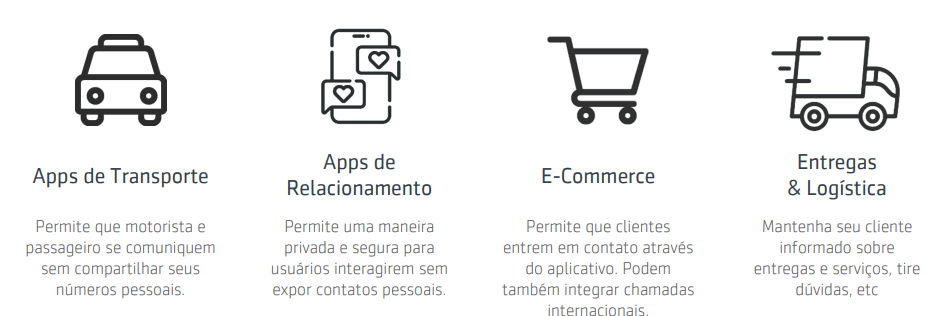 Apps de Transporte
Permite que motorista e
passageiro se comuniquem
sem compartilhar seus
números pessoais.
Apps de
Relacionamento
Permite uma maneira
privada e segura para
usuários interagirem sem
expor contatos pessoais.
E-Commerce
Permite que clientes
entrem em contato através
do aplicativo. Podem
também integrar chamadas
internacionais.
Entregas
& Logística
Mantenha seu cliente
informado sobre
entregas e serviços, tire
dúvidas, etc